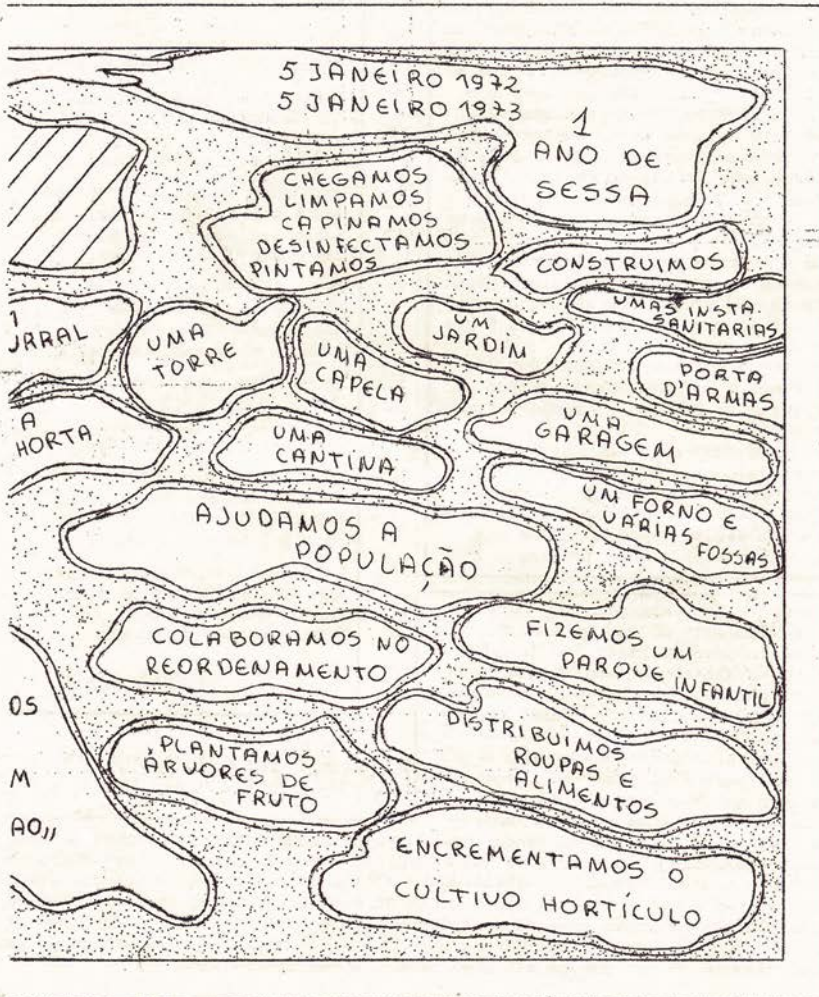 5 JANEIRO 1972
5 JANEIRO 1973
1
ANO DE
SESSA
CHEGAMOS
LIMPAMOS
CAPINAMOS
DESINFECTAMOS
PINTAMOS
CONSTRUIMOS
UMAS INSTA.
SANITARIAS
URRAL
UMA
TORRE
UMA
CAPELA
UM
JARDIM
PORTA
D'ARMAS
A
HORTA
UMA
CANTINA
UMA
GARAGEM
UM FORNO E
VÁRIAS FOSSAS
AJUDAMOS A
POPULAÇÃO
COLABORAMOS NO
REORDENAMENTO
FIZEMOS UM
PARQUE INFANTIL
OS
M
AO,,
PLANTAMOS
ÁRVORES DE
FRUTO
DISTRIBUIMOS
ROUPAS E
ALIMENTOS
ENCREMENTAMOS O
CULTIVO HORTÍCULO